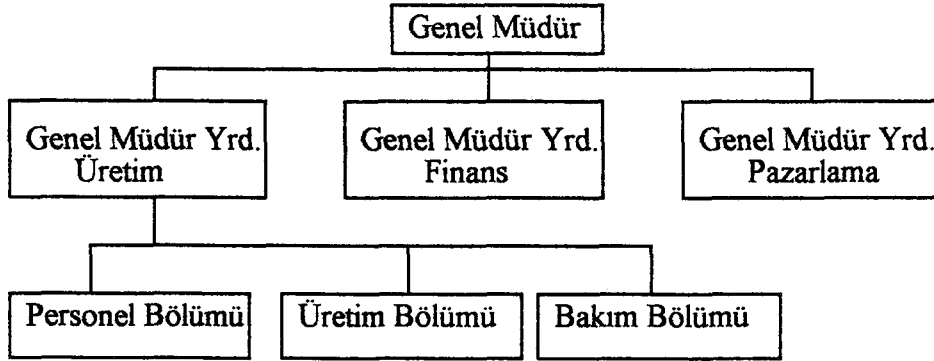 Genel Müdür
Genel Müdür Yrd.
Üretim
Genel Müdür Yrd.
Finans
Genel Müdür Yrd.
Pazarlama
Personel Bölümü
Üretim Bölümü
Bakım Bölümü